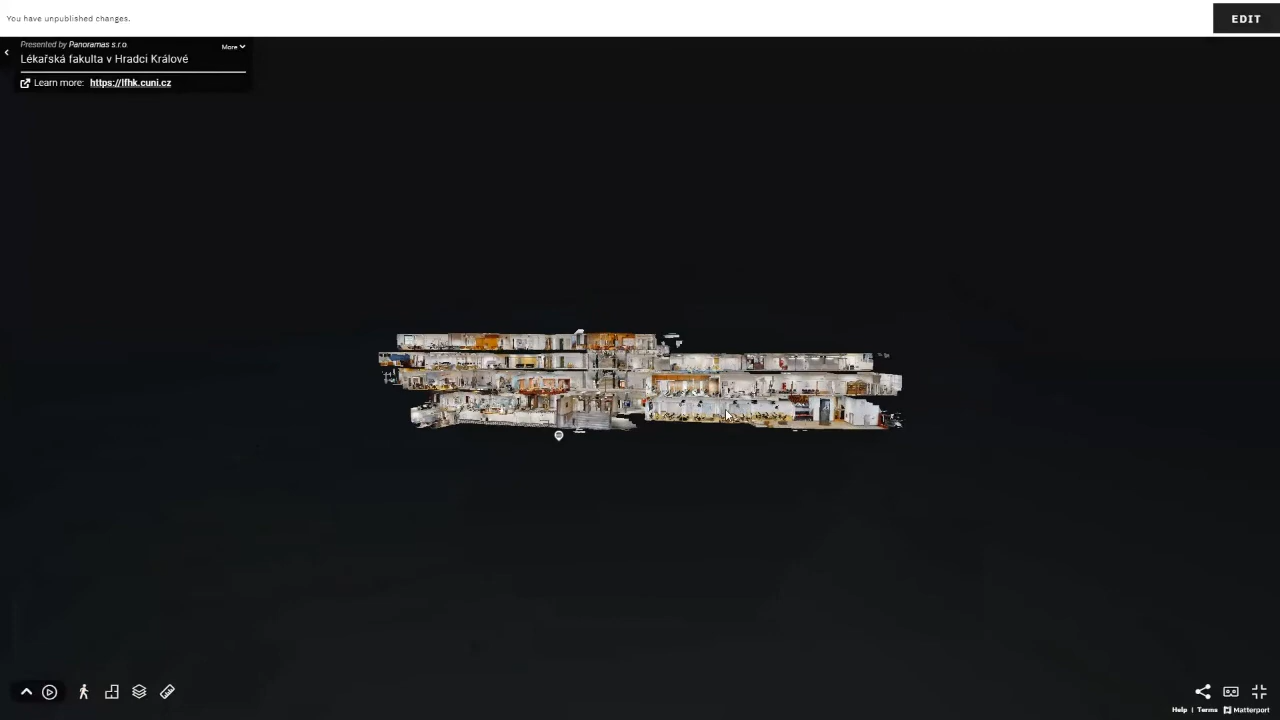 You have unpublished changes.
EDIT
Presented by Panoramas s.r.o.
More
Lékařská fakulta v Hradci Králové
Learn more: https://lfhk.cuni.cz
Help | Terms Matterport